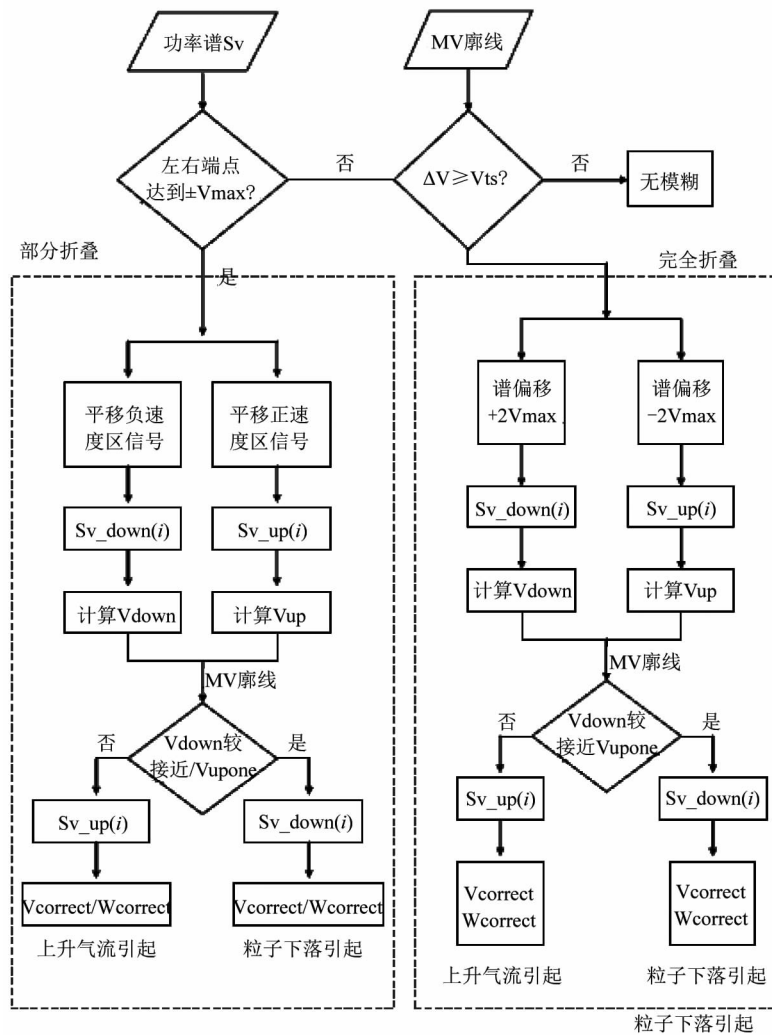 功率谱Sv
MV廓线
左右端点
达到±Vmax?
否
ΔV≥Vts?
否
无模糊
部分折叠
是
完全折叠
平移负速
度区信号
平移正速
度区信号
谱偏移
+2Vmax
谱偏移
−2Vmax
Sv_down(i)
Sv_up(i)
Sv_down(i)
Sv_up(i)
计算Vdown
计算Vup
计算Vdown
计算Vup
MV廓线
MV廓线
否
Vdown较
接近/Vupone
是
否
Vdown较
接近Vupone
是
Sv_up(i)
Sv_down(i)
Sv_up(i)
Sv_down(i)
Vcorrect/Wcorrect
Vcorrect/Wcorrect
Vcorrect
Wcorrect
Vcorrect
Wcorrect
上升气流引起
粒子下落引起
上升气流引起
粒子下落引起
粒子下落引起